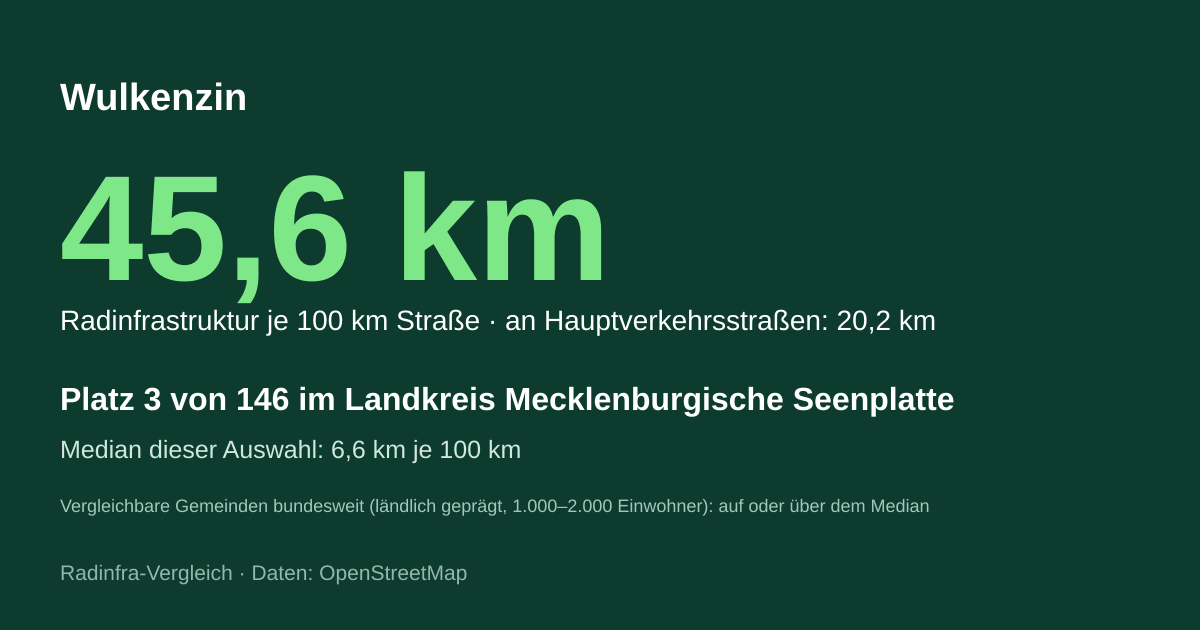 Wulkenzin
45,6 km
Radinfrastruktur je 100 km Straße · an Hauptverkehrsstraßen: 20,2 km
Platz 3 von 146 im Landkreis Mecklenburgische Seenplatte
Median dieser Auswahl: 6,6 km je 100 km
Vergleichbare Gemeinden bundesweit (ländlich geprägt, 1.000–2.000 Einwohner): auf oder über dem Median
Radinfra-Vergleich · Daten: OpenStreetMap